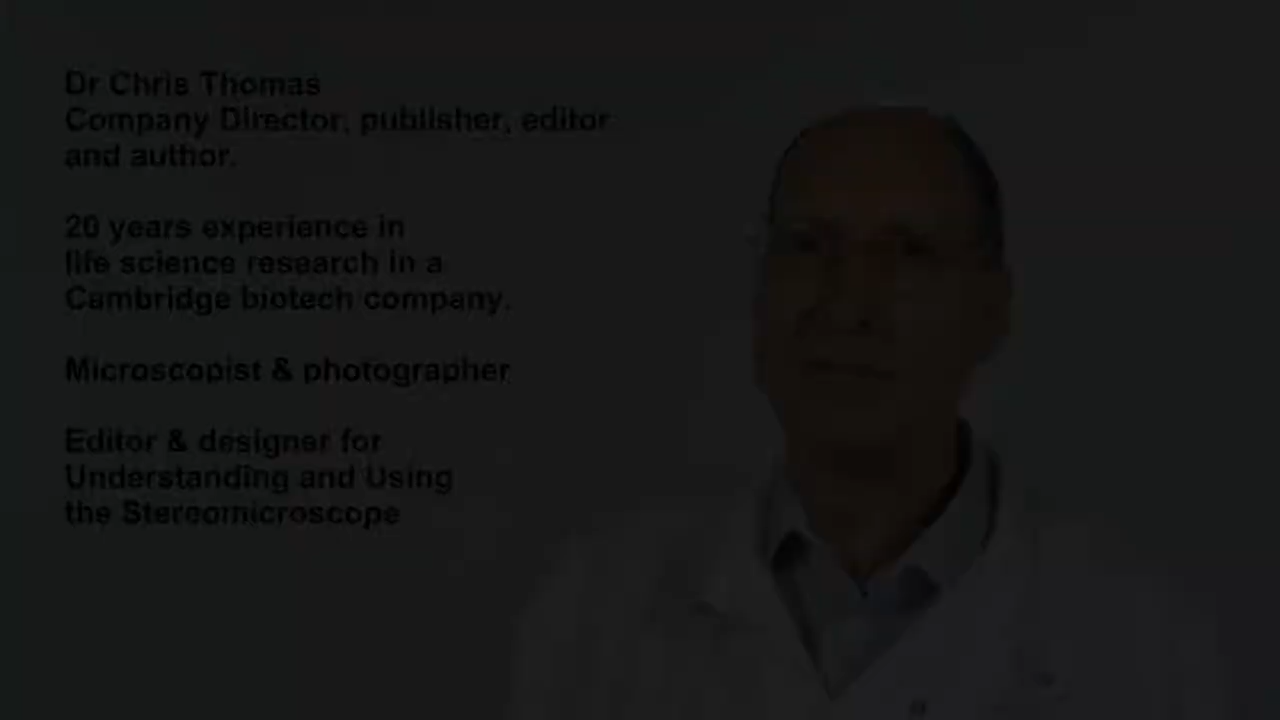 Dr Chris Thomas
Company Director, publisher, editor
and author.
20 years experience in
life science research in a
Cambridge biotech company.
Microscopist & photographer
Editor & designer for
Understanding and Using
the Stereomicroscope